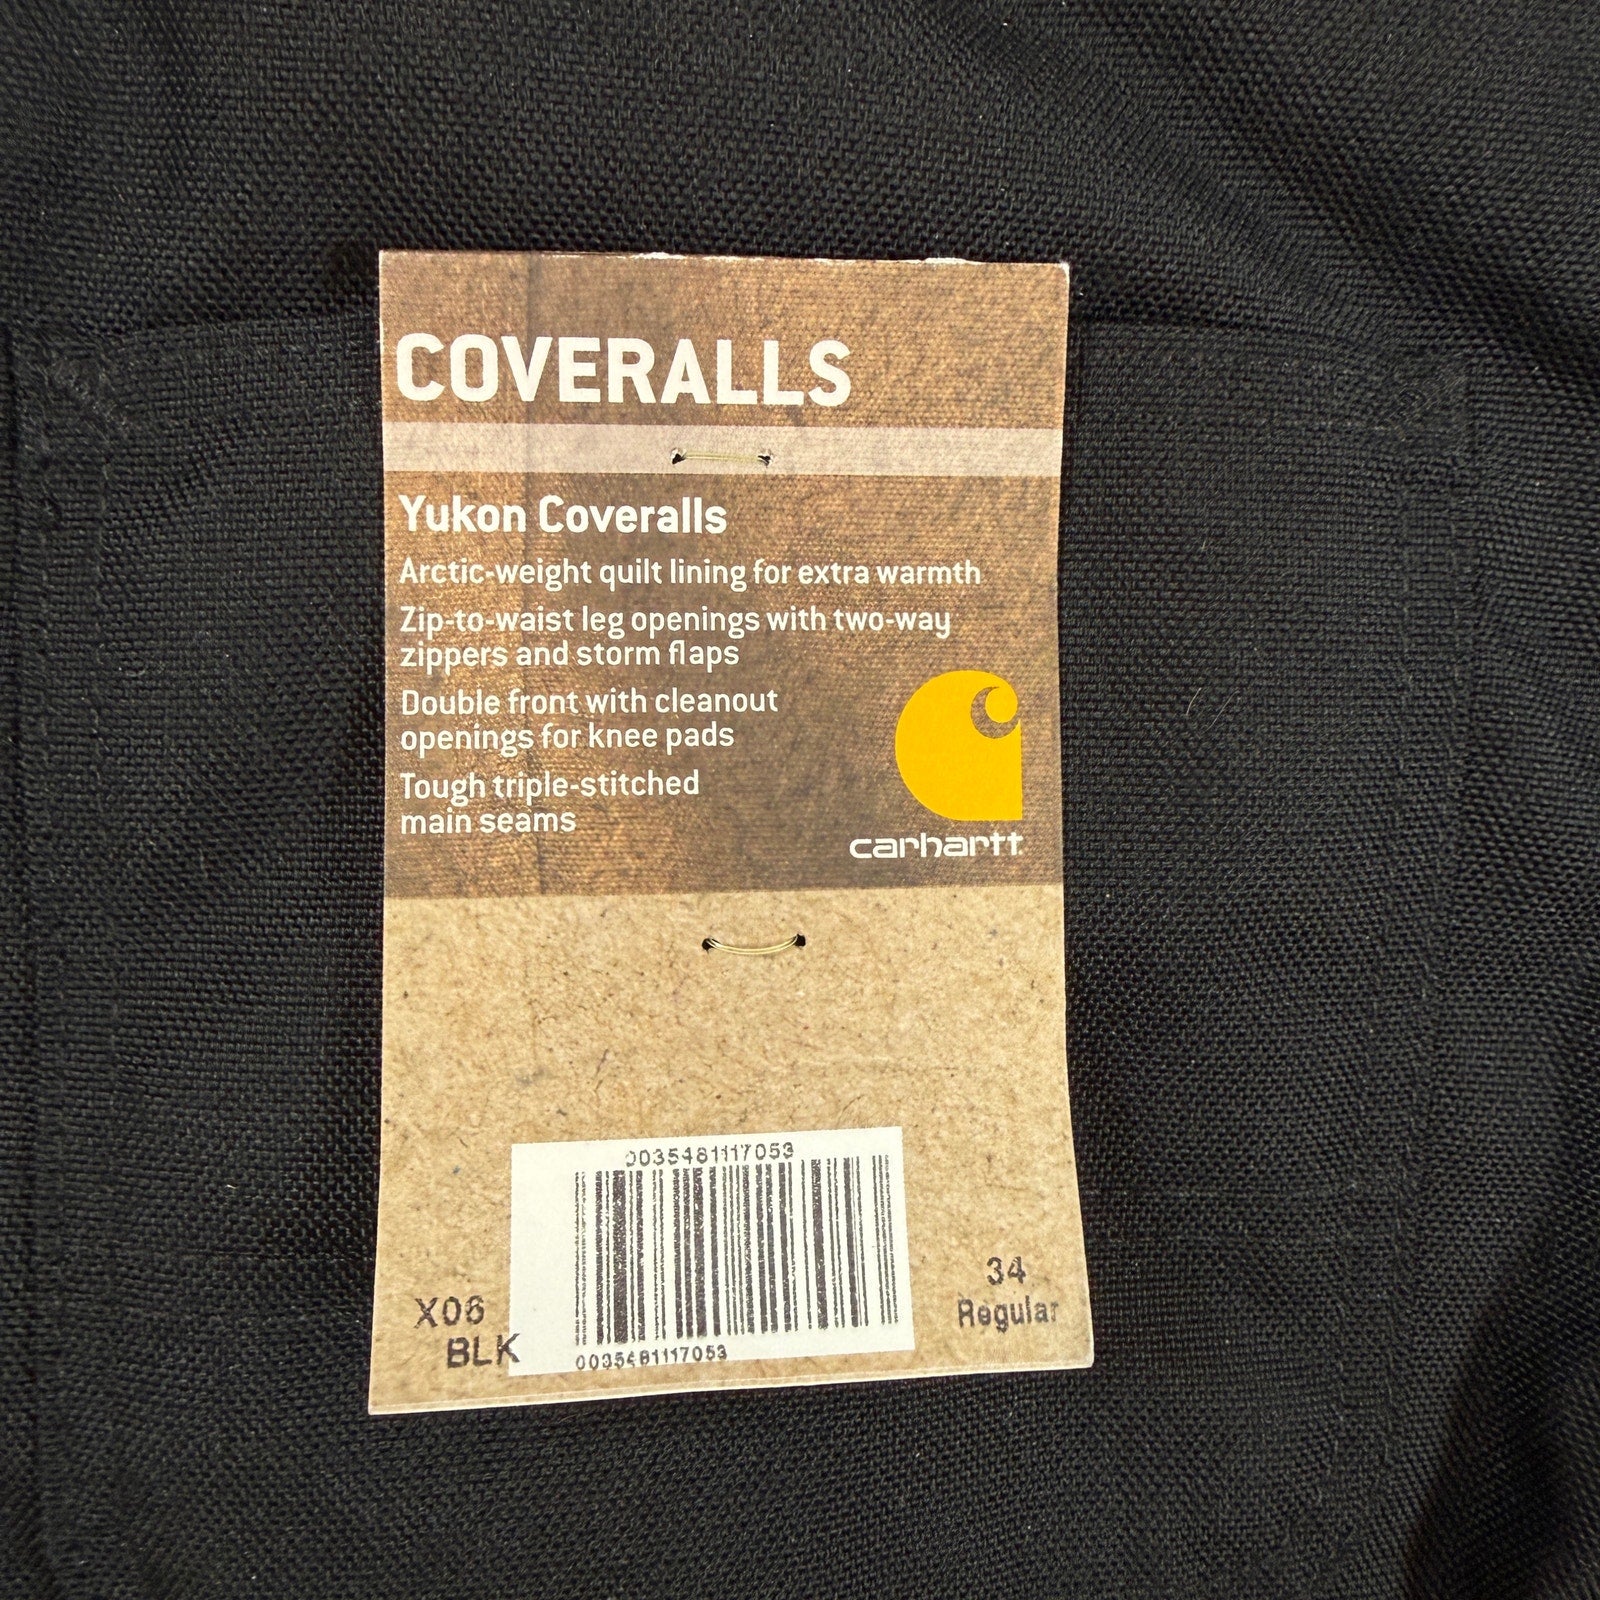 COVERALLS
Yukon Coveralls
Arctic-weight quilt lining for extra warmth
Zip-to-waist leg openings with two-way
zippers and storm flaps
Double front with cleanout
openings for knee pads
Tough triple-stitched
main seams
carhartt
0035481117053
X06
BLK
34
Regular
0035481117053